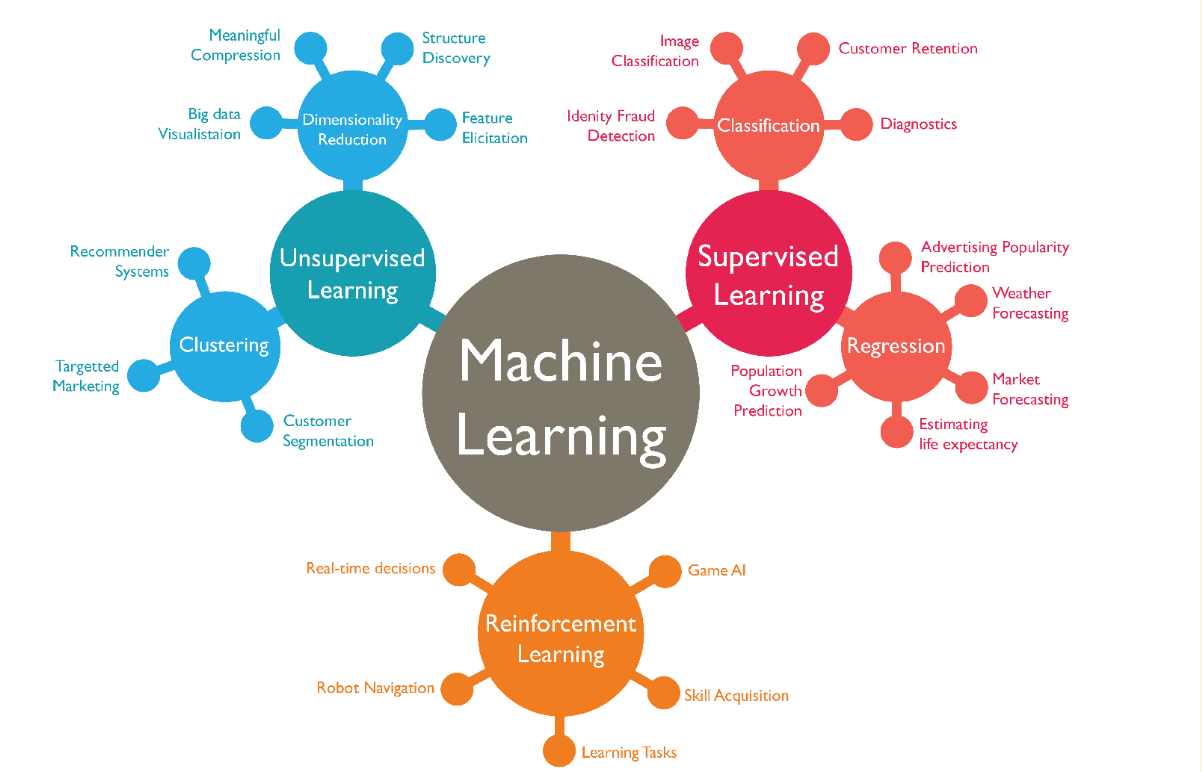 Meaningful
Compression
Structure
Discovery
Big data
Visualistaion
Dimensionality
Reduction
Feature
Elicitation
Image
Classification
Customer Retention
Idenity Fraud
Detection
Classification
Diagnostics
Unsupervised
Learning
Recommender
Systems
Clustering
Targetted
Marketing
Customer
Segmentation
Supervised
Learning
Advertising Popularity
Prediction
Weather
Forecasting
Regression
Population
Growth
Prediction
Market
Forecasting
Estimating
life expectancy
Machine
Learning
Real-time decisions
Game AI
Reinforcement
Learning
Robot Navigation
Skill Acquisition
Learning Tasks